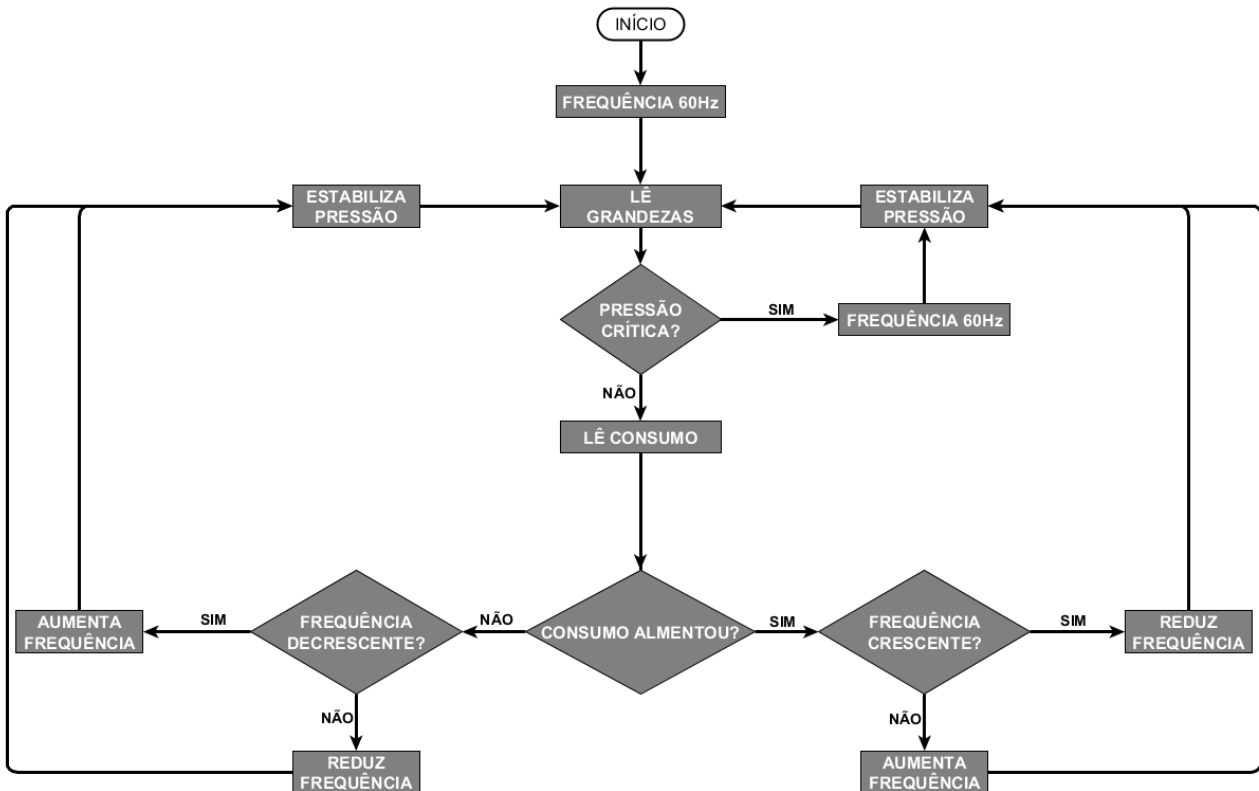 INÍCIO
FREQUÊNCIA 60Hz
ESTABILIZA
PRESSÃO
LÊ
GRANDEZAS
ESTABILIZA
PRESSÃO
PRESSÃO
CRÍTICA?
SIM
FREQUÊNCIA 60Hz
NÃO
LÊ CONSUMO
AUMENTA
FREQUÊNCIA
SIM
FREQUÊNCIA
DECRESCENTE?
NÃO
CONSUMO ALMENTOU?
SIM
FREQUÊNCIA
CRESCENTE?
SIM
REDUZ
FREQUÊNCIA
NÃO
REDUZ
FREQUÊNCIA
NÃO
AUMENTA
FREQUÊNCIA